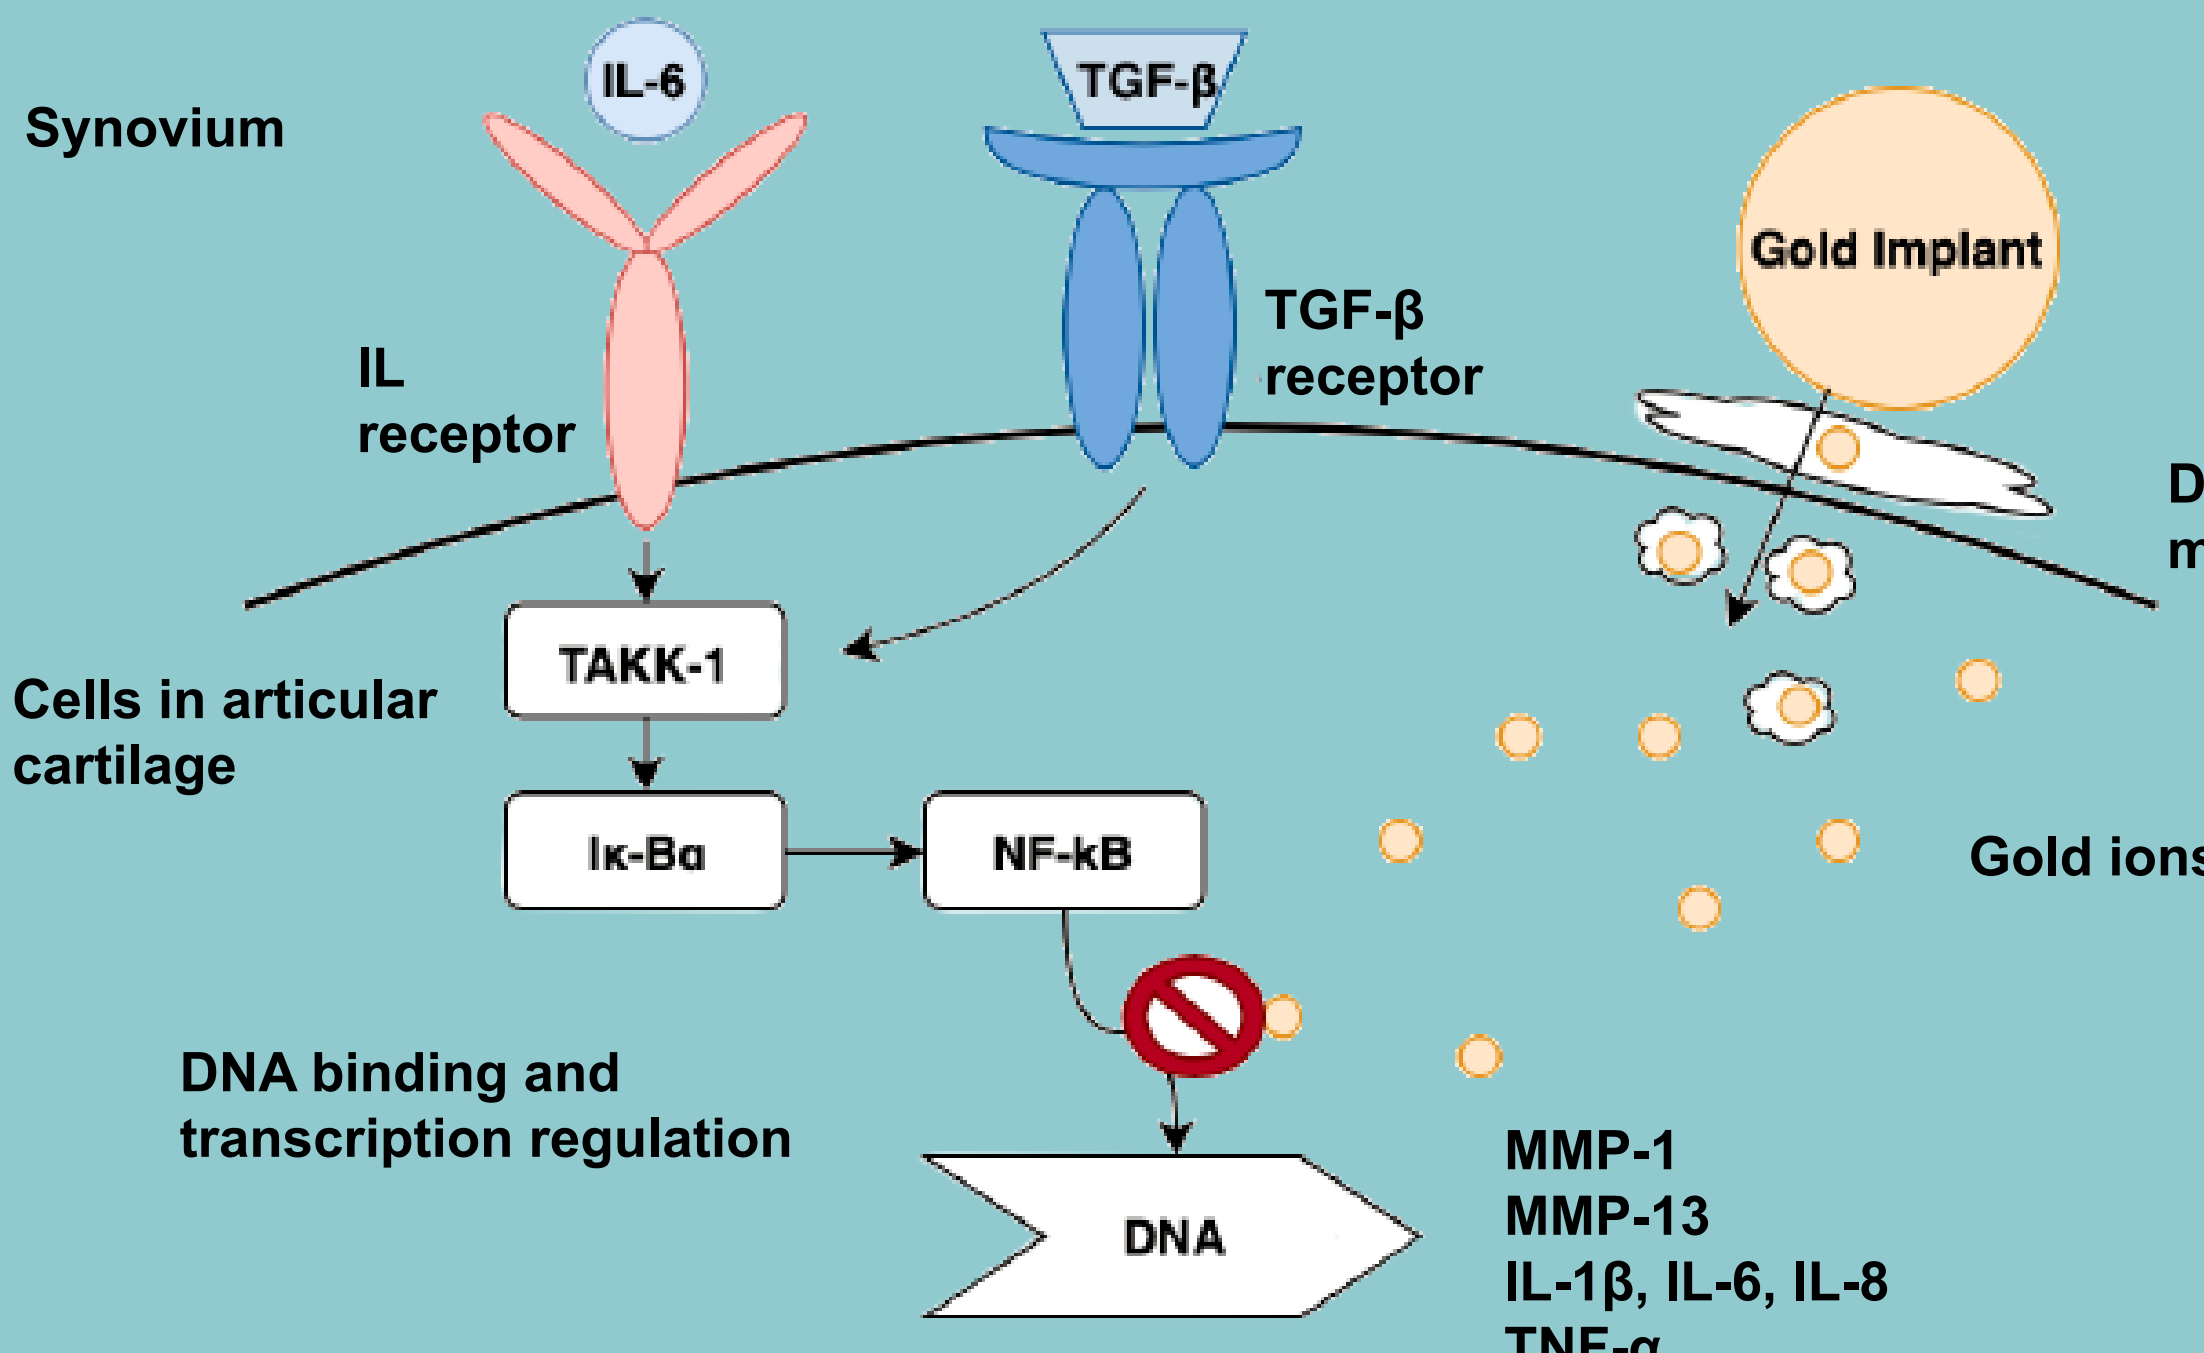 IL-6
TGF-β
Synovium
Gold Implant
TGF-β
receptor
IL
receptor
TAKK-1
Cells in articular
cartilage
Iκ-Bα
NF-kB
Gold ions
DNA binding and
transcription regulation
DNA
MMP-1
MMP-13
IL-1β, IL-6, IL-8
TNF-α